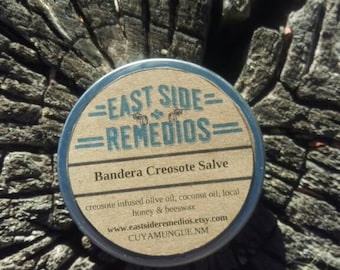 EAST SIDE
+
REMEDIOS
Bandera Creosote Salve
creosote infused olive oil, coconut oil, local
honey & beeswax
www.eastsideremedios.etsy.com
CUYAMUNGUE.NM